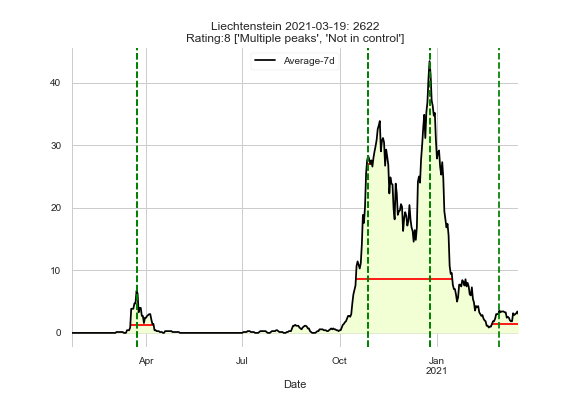 Liechtenstein 2021-03-19: 2622
Rating:8 ['Multiple peaks', 'Not in control']
Average-7d
40
30
20
10
0
Apr
Jul
Oct
Jan
2021
Date